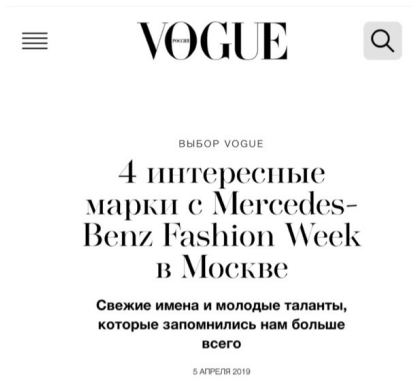 VOGUE
РОССИЯ
ВЫБОР VOGUE
4 интересные
марки с Mercedes-
Benz Fashion Week
в Москве
Свежие имена и молодые таланты,
которые запомнились нам больше
всего
5 АПРЕЛЯ 2019